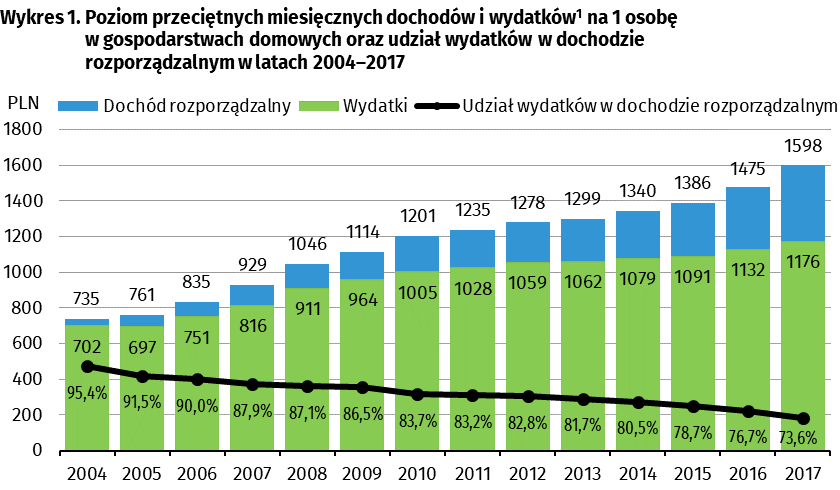 Wykres 1. Poziom przeciętnych miesięcznych dochodów i wydatków¹ na 1 osobę
w gospodarstwach domowych oraz udział wydatków w dochodzie
rozporządzalnym w latach 2004–2017
PLN
Dochód rozporządzalny Wydatki Udział wydatków w dochodzie rozporządzalnym
1800
1600
1400
1200
1000
800
600
400
200
0
735 761 835 929 1046 1114 1201 1235 1278 1299 1340 1386 1475 1598
702 697 751 816 911 964 1005 1028 1059 1062 1079 1091 1132 1176
95,4% 91,5% 90,0% 87,9% 87,1% 86,5% 83,7% 83,2% 82,8% 81,7% 80,5% 78,7% 76,7% 73,6%
2004 2005 2006 2007 2008 2009 2010 2011 2012 2013 2014 2015 2016 2017